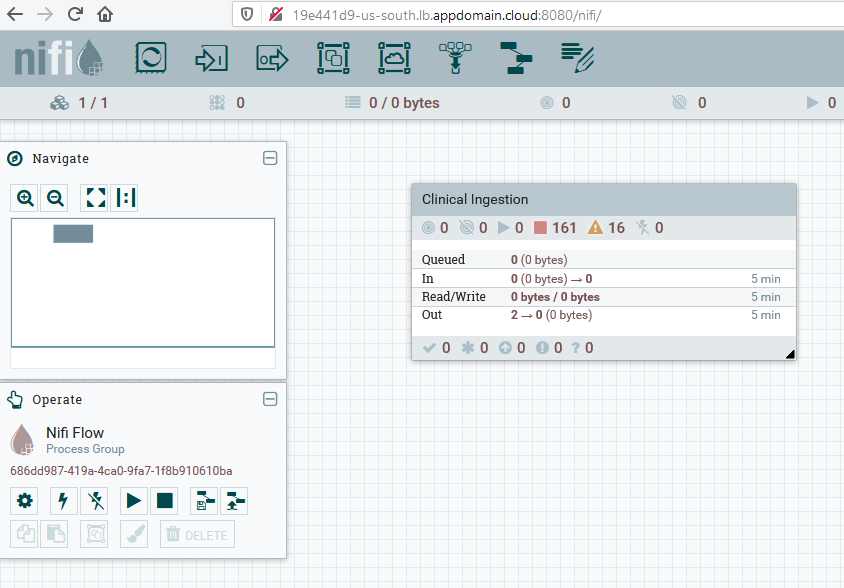 19e441d9-us-south.lb.appdomain.cloud:8080/nifi/
nifi
1 / 1 0 0 / 0 bytes 0 0 0
Navigate
Clinical Ingestion
0 0 0 161 16 0
Queued 0 (0 bytes)
In 0 (0 bytes) → 0 5 min
Read/Write 0 bytes / 0 bytes 5 min
Out 2 → 0 (0 bytes) 5 min
0 0 0 0 ? 0
Operate
Nifi Flow
Process Group
686dd987-419a-4ca0-9fa7-1f8b910610ba
DELETE